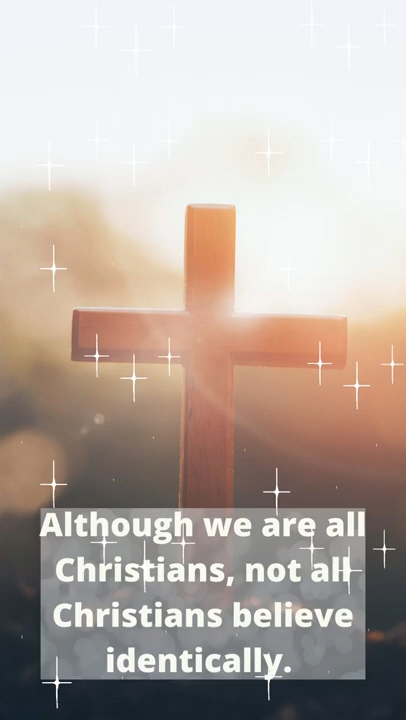 Although we are all
Christians, not all
Christians believe
identically.